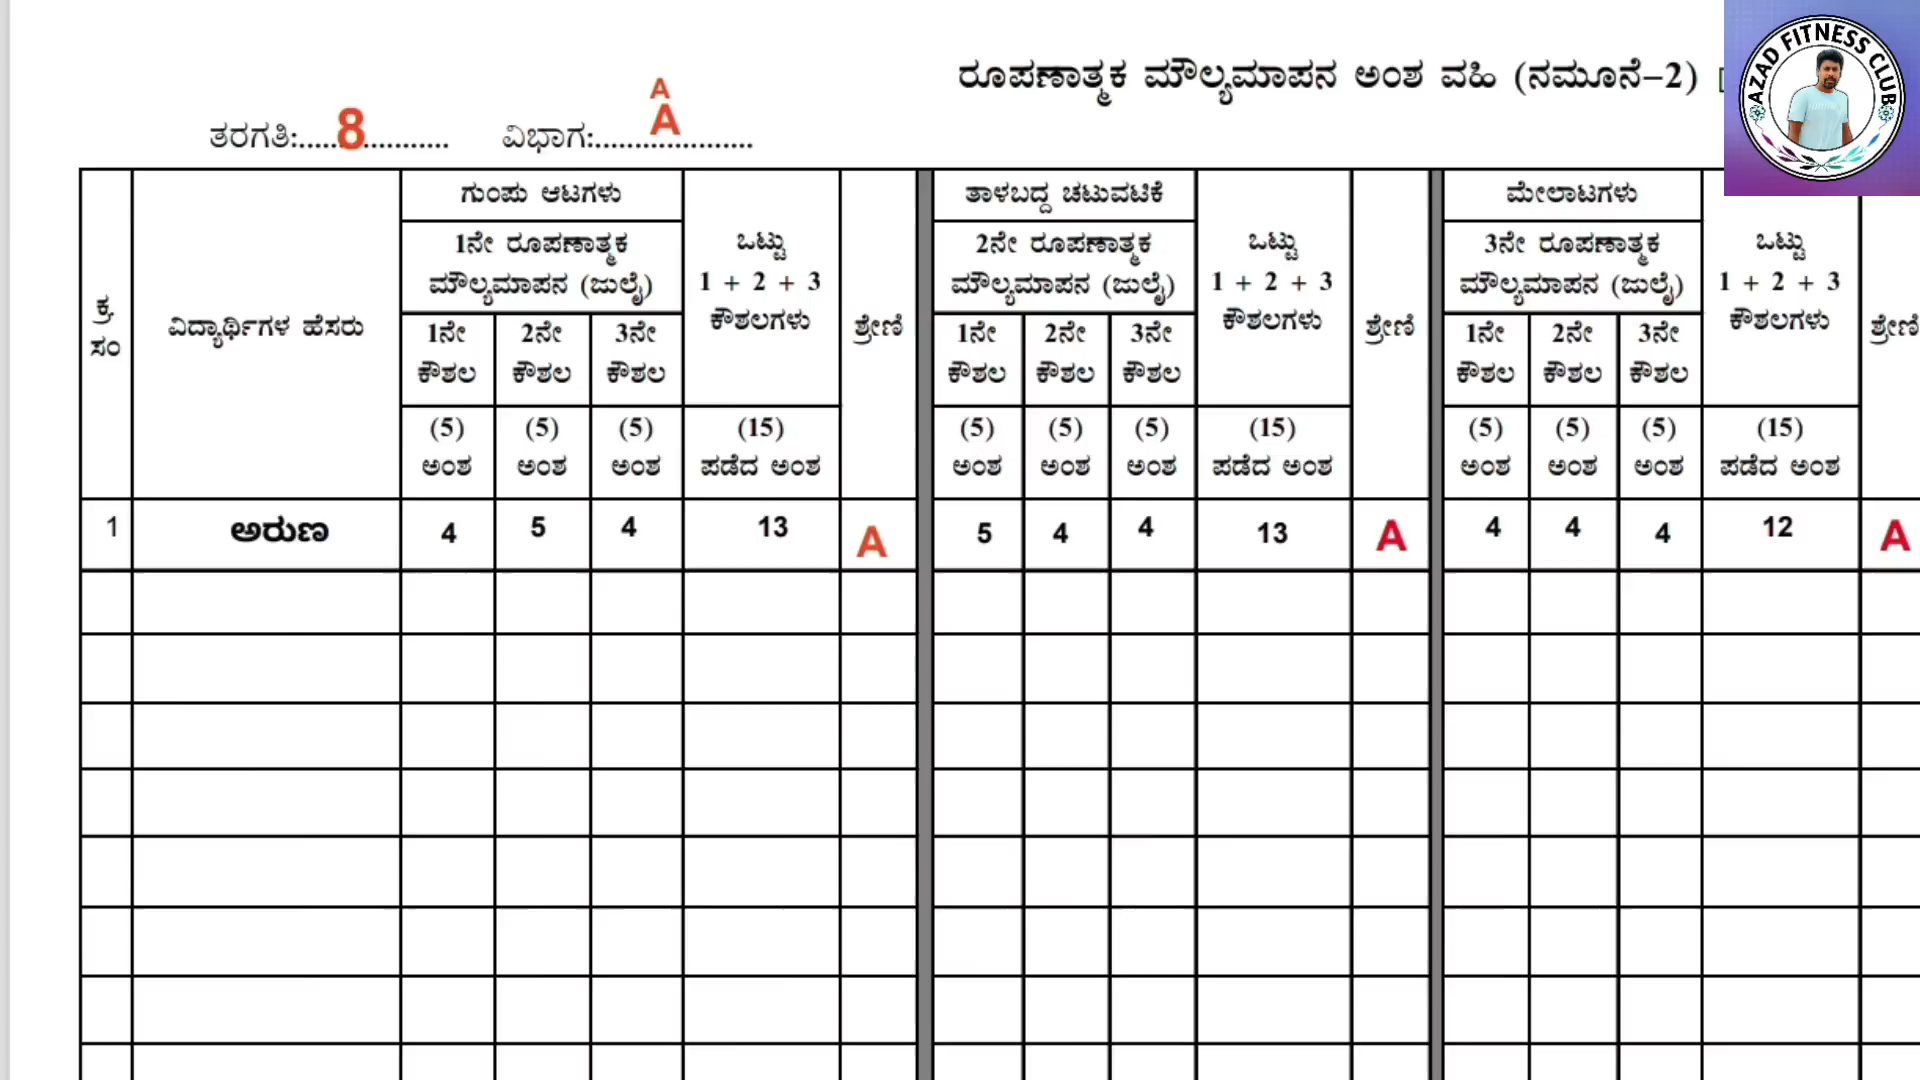 AZAD FITNESS CLUB
ರೂಪಣಾತ್ಮಕ ಮೌಲ್ಯಮಾಪನ ಅಂಶ ವಹಿ (ನಮೂನೆ–2)
A
ತರಗತಿ:.....8........... ವಿಭಾಗ:.......A.............
ಕ್ರ ಸಂ
ವಿದ್ಯಾರ್ಥಿಗಳ ಹೆಸರು
ಗುಂಪು ಆಟಗಳು
1ನೇ ರೂಪಣಾತ್ಮಕ
ಮೌಲ್ಯಮಾಪನ (ಜುಲೈ)
1ನೇ ಕೌಶಲ 2ನೇ ಕೌಶಲ 3ನೇ ಕೌಶಲ
(5) ಅಂಶ (5) ಅಂಶ (5) ಅಂಶ
ಒಟ್ಟು
1 + 2 + 3
ಕೌಶಲಗಳು
(15)
ಪಡೆದ ಅಂಶ
ಶ್ರೇಣಿ
ತಾಳಬದ್ದ ಚಟುವಟಿಕೆ
2ನೇ ರೂಪಣಾತ್ಮಕ
ಮೌಲ್ಯಮಾಪನ (ಜುಲೈ)
1ನೇ ಕೌಶಲ 2ನೇ ಕೌಶಲ 3ನೇ ಕೌಶಲ
(5) ಅಂಶ (5) ಅಂಶ (5) ಅಂಶ
ಒಟ್ಟು
1 + 2 + 3
ಕೌಶಲಗಳು
(15)
ಪಡೆದ ಅಂಶ
ಶ್ರೇಣಿ
ಮೇಲಾಟಗಳು
3ನೇ ರೂಪಣಾತ್ಮಕ
ಮೌಲ್ಯಮಾಪನ (ಜುಲೈ)
1ನೇ ಕೌಶಲ 2ನೇ ಕೌಶಲ 3ನೇ ಕೌಶಲ
(5) ಅಂಶ (5) ಅಂಶ (5) ಅಂಶ
ಒಟ್ಟು
1 + 2 + 3
ಕೌಶಲಗಳು
(15)
ಪಡೆದ ಅಂಶ
ಶ್ರೇಣಿ
1 ಅರುಣ 4 5 4 13 A 5 4 4 13 A 4 4 4 12 A